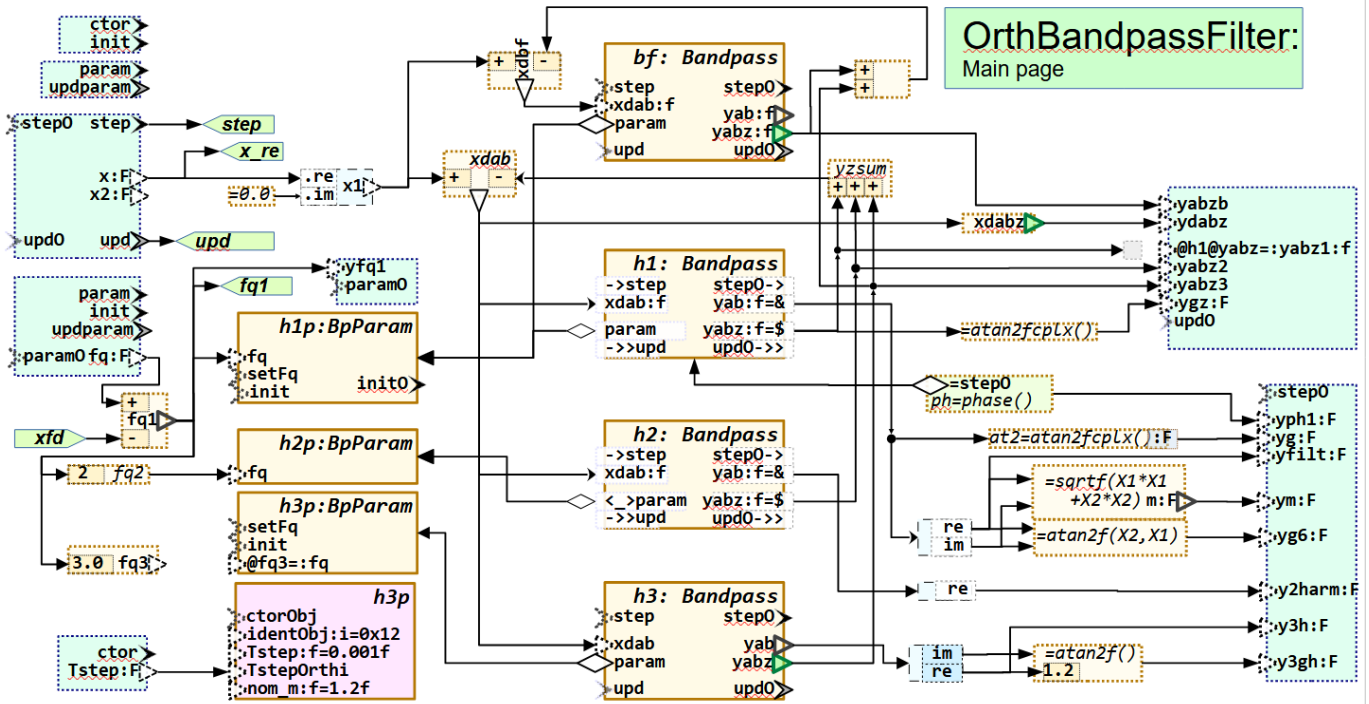 OrthBandpassFilter:
Main page
ctor
init
param
updparam
step0 step
x:F
x2:F
upd0 upd
step
x_re
=0.0
upd
.re
.im
x1
+ xdbf -
xdab
+ -
bf: Bandpass
step step0
xdab:f
param
yab:f
yabz:f
upd upd0
+
+
yzsum
+ + +
xdabz
yabzb
ydabz
@h1@yabz=:yabz1:f
yabz2
yabz3
ygz:F
upd0
param
init
updparam
param0 fq:F
fq1
yfq1
param0
h1p:BpParam
fq
setFq
init
init0
h1: Bandpass
->step step0->
xdab:f yab:f=&
param yabz:f=$
->>upd upd0->>
=atan2fcplx()
=step0
ph=phase()
+
fq1
-
xfd
2 fq2
3.0 fq3
h2p:BpParam
fq
h3p:BpParam
setFq
init
@fq3=:fq
h2: Bandpass
->step step0->
xdab:f yab:f=&
<_>param yabz:f=$
->>upd upd0->>
at2=atan2fcplx():F
=sqrtf(X1*X1
+X2*X2) m:F
=atan2f(X2,X1)
re
im
re
step0
yph1:F
yg:F
yfilt:F
ym:F
yg6:F
y2harm:F
y3h:F
y3gh:F
ctor
Tstep:F
h3p
ctorObj
identObj:i=0x12
Tstep:f=0.001f
TstepOrthi
nom_m:f=1.2f
h3: Bandpass
step step0
xdab yab
param yabz
upd upd0
im
re
=atan2f()
1.2